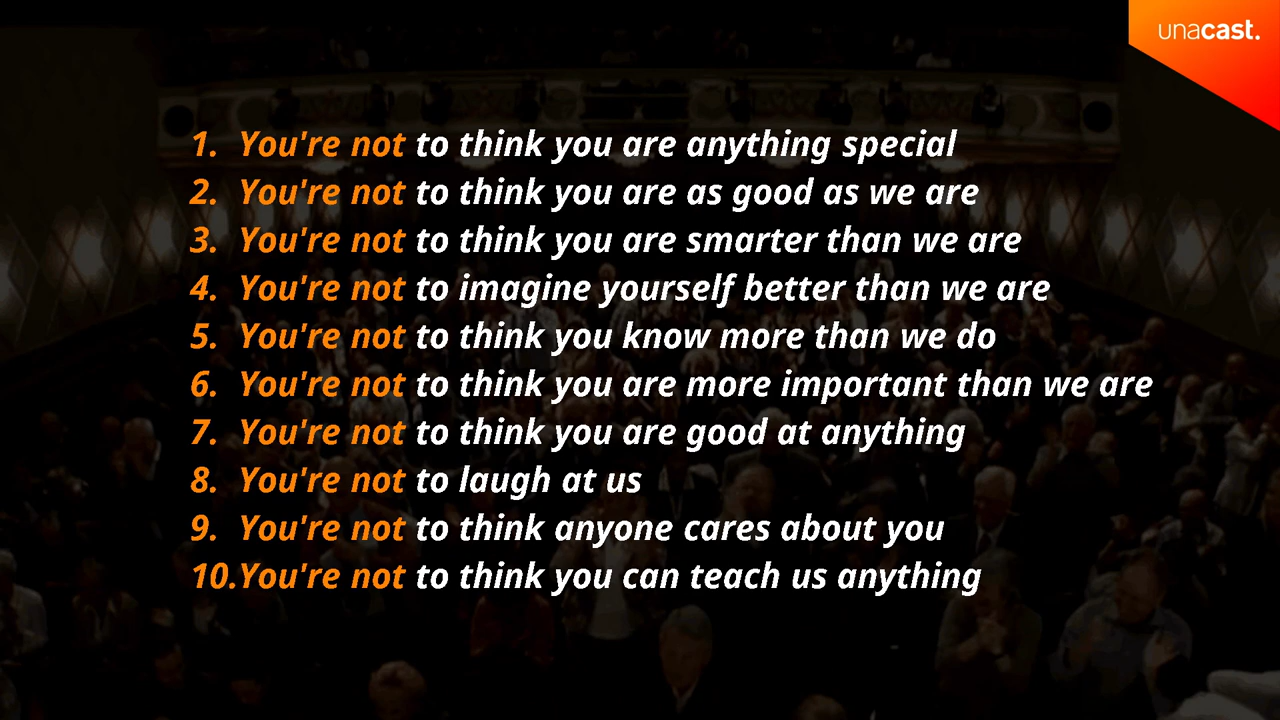 unacast.
1. You're not to think you are anything special
2. You're not to think you are as good as we are
3. You're not to think you are smarter than we are
4. You're not to imagine yourself better than we are
5. You're not to think you know more than we do
6. You're not to think you are more important than we are
7. You're not to think you are good at anything
8. You're not to laugh at us
9. You're not to think anyone cares about you
10.You're not to think you can teach us anything